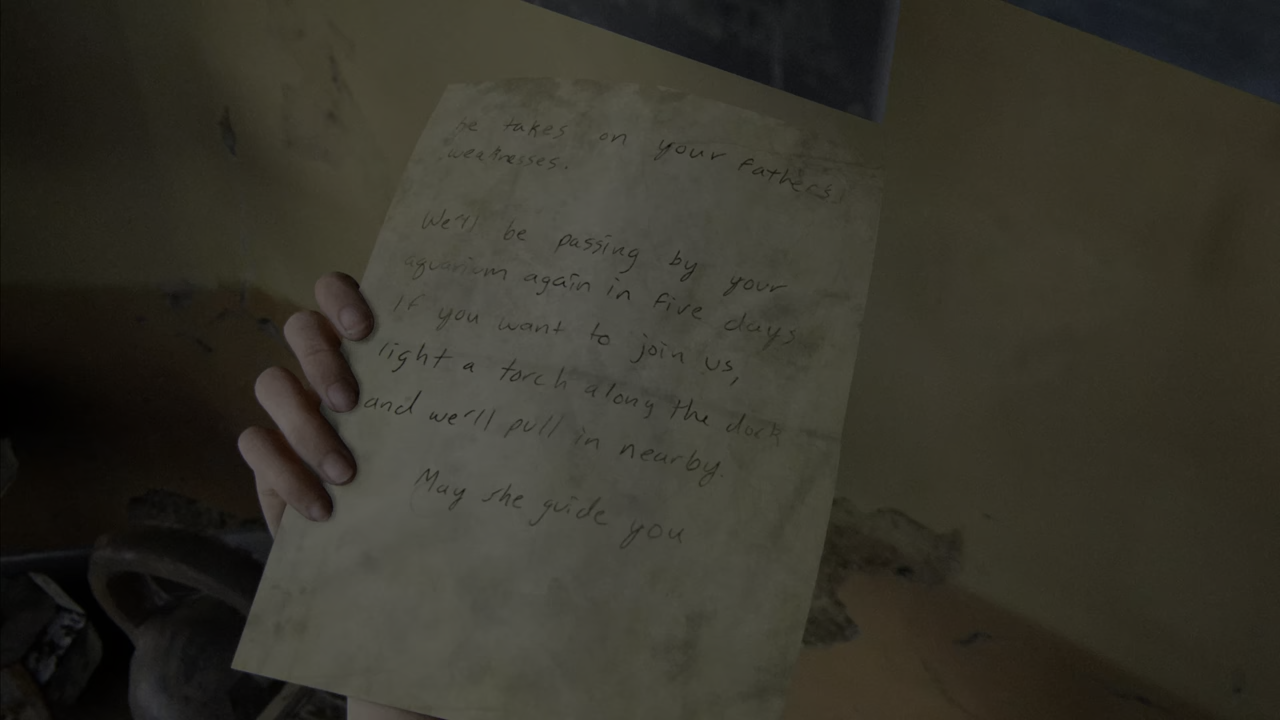 he takes on your father's
weaknesses.
We'll be passing by your
aquarium again in five days
If you want to join us,
light a torch along the dock
and we'll pull in nearby.
May she guide you